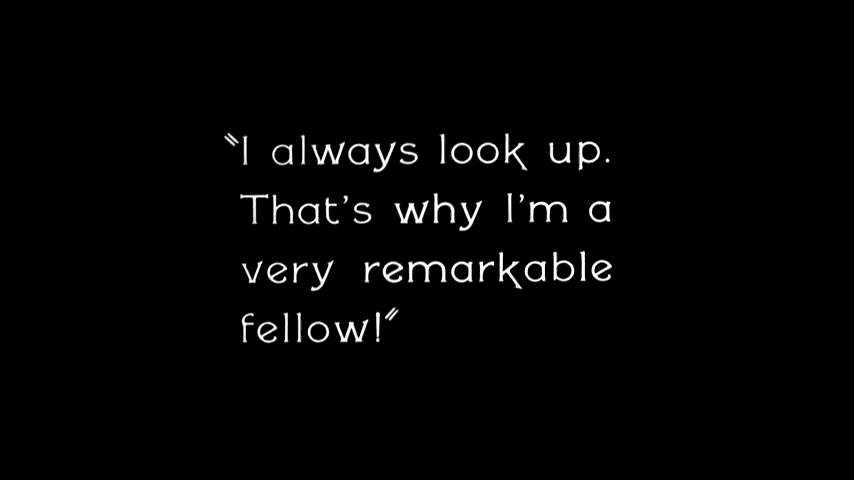 "I always look up.
That's why I'm a
very remarkable
fellow!"